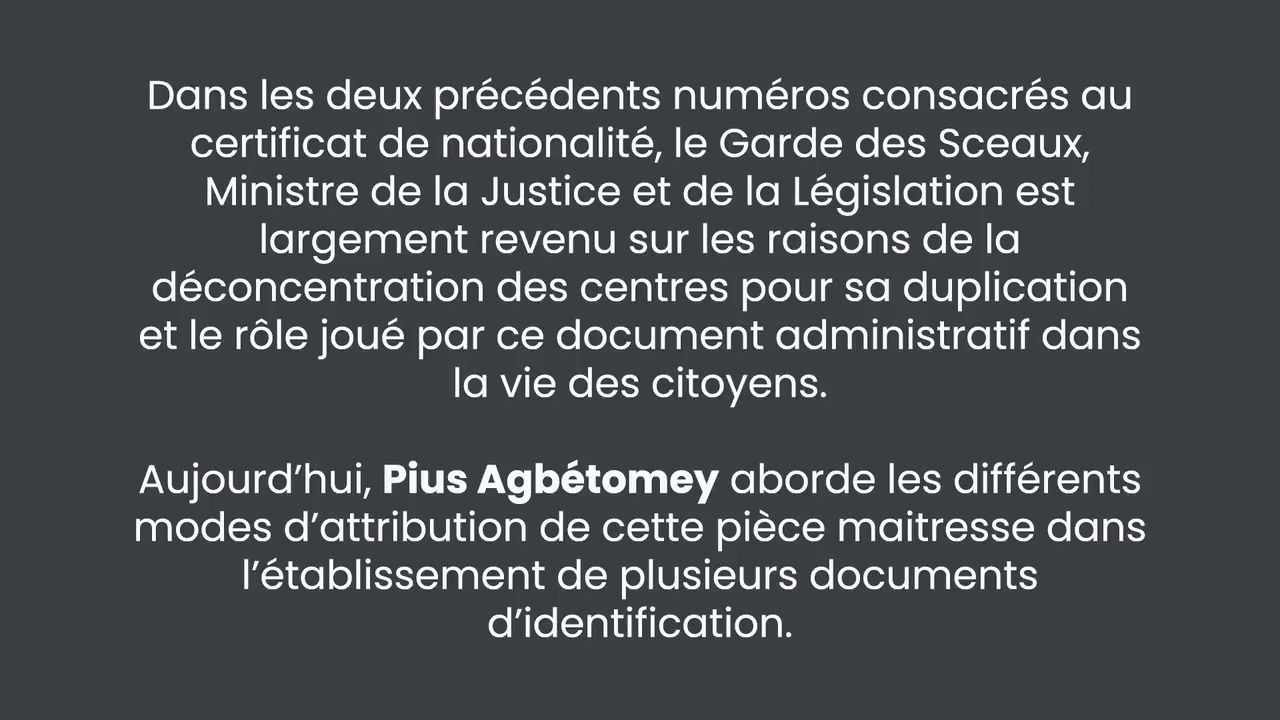 Dans les deux précédents numéros consacrés au
certificat de nationalité, le Garde des Sceaux,
Ministre de la Justice et de la Législation est
largement revenu sur les raisons de la
déconcentration des centres pour sa duplication
et le rôle joué par ce document administratif dans
la vie des citoyens.
Aujourd’hui, Pius Agbétomey aborde les différents
modes d’attribution de cette pièce maitresse dans
l’établissement de plusieurs documents
d’identification.